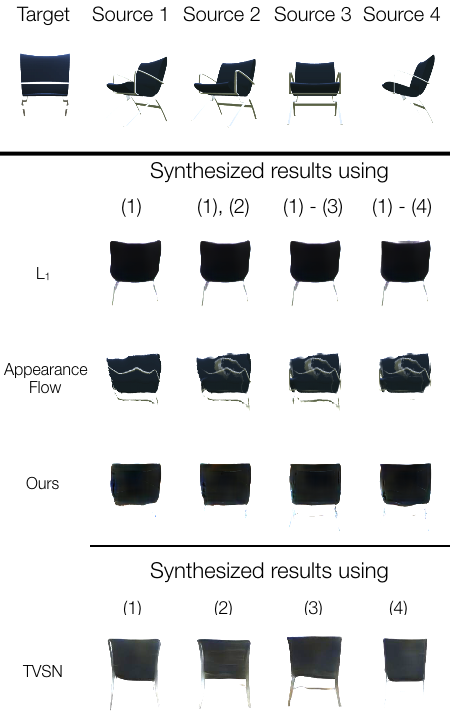 Target Source 1 Source 2 Source 3 Source 4
Synthesized results using
(1) (1), (2) (1) - (3) (1) - (4)
L₁
Appearance
Flow
Ours
Synthesized results using
(1) (2) (3) (4)
TVSN